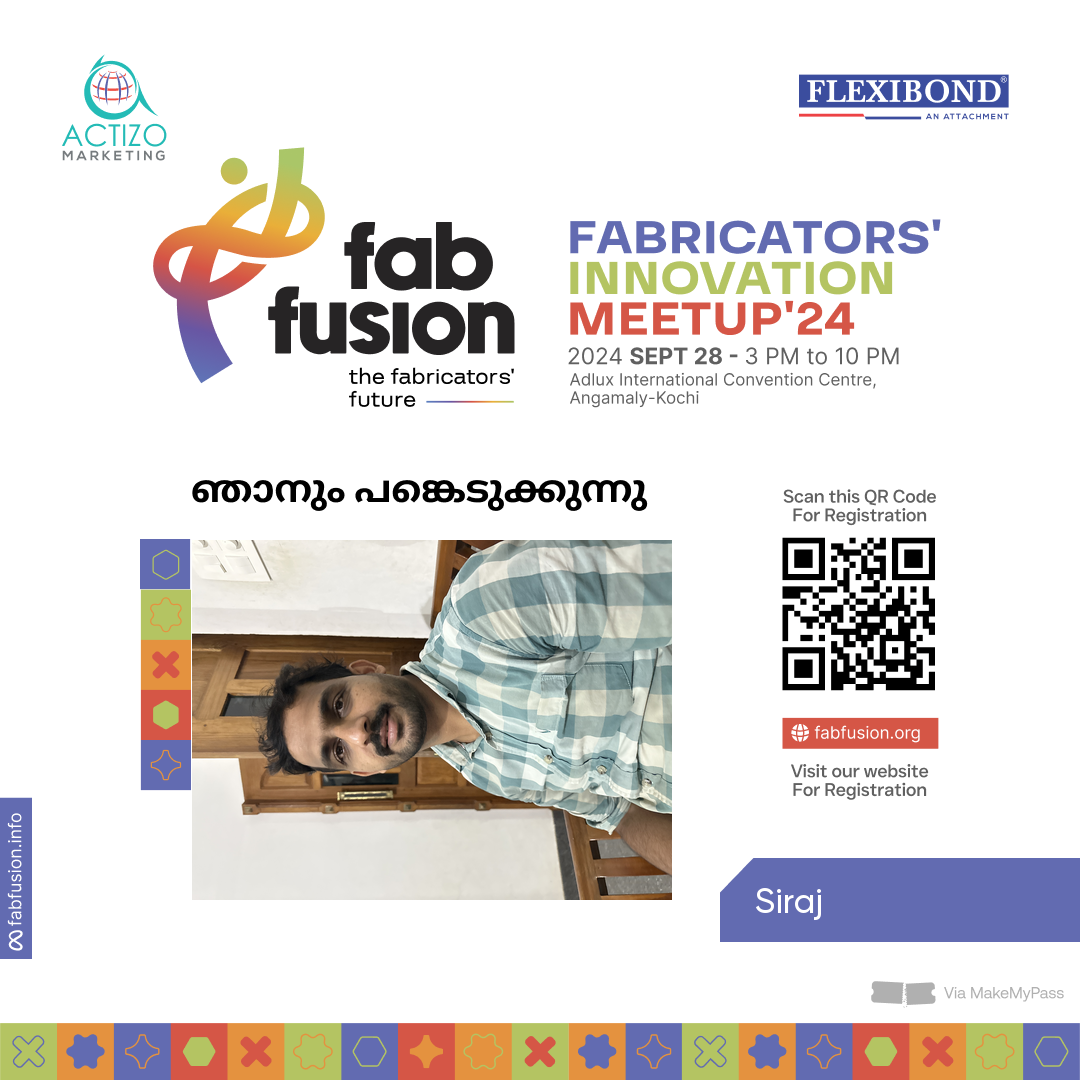 ACTIZO
MARKETING
FLEXIBOND®
AN ATTACHMENT
fab
fusion
the fabricators'
future
FABRICATORS'
INNOVATION
MEETUP'24
2024 SEPT 28 - 3 PM to 10 PM
Adlux International Convention Centre,
Angamaly-Kochi
ഞാനും പങ്കെടുക്കുന്നു
Scan this QR Code
For Registration
fabfusion.org
Visit our website
For Registration
fabfusion.info
Siraj
Via MakeMyPass